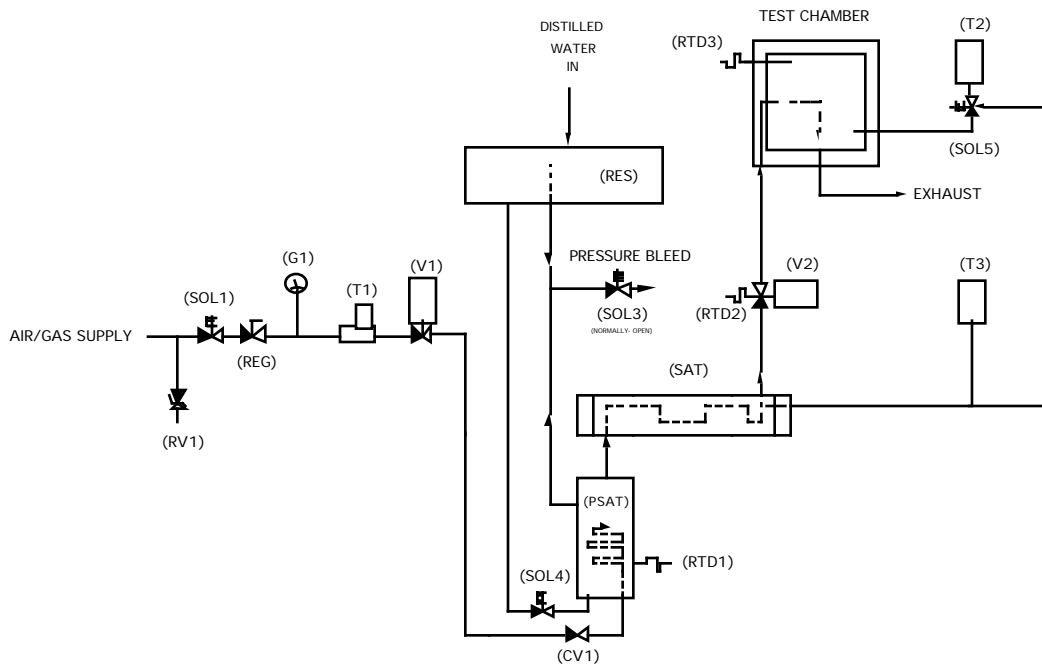 TEST CHAMBER
(T2)
DISTILLED
WATER
IN
(RTD3)
(SOL5)
(RES)
EXHAUST
(G1)
PRESSURE BLEED
(V1)
(V2)
(T3)
(SOL1)
(T1)
(SOL3)
(NORMALLY- OPEN)
(RTD2)
AIR/GAS SUPPLY
(REG)
(SAT)
(RV1)
(PSAT)
(RTD1)
(SOL4)
(CV1)